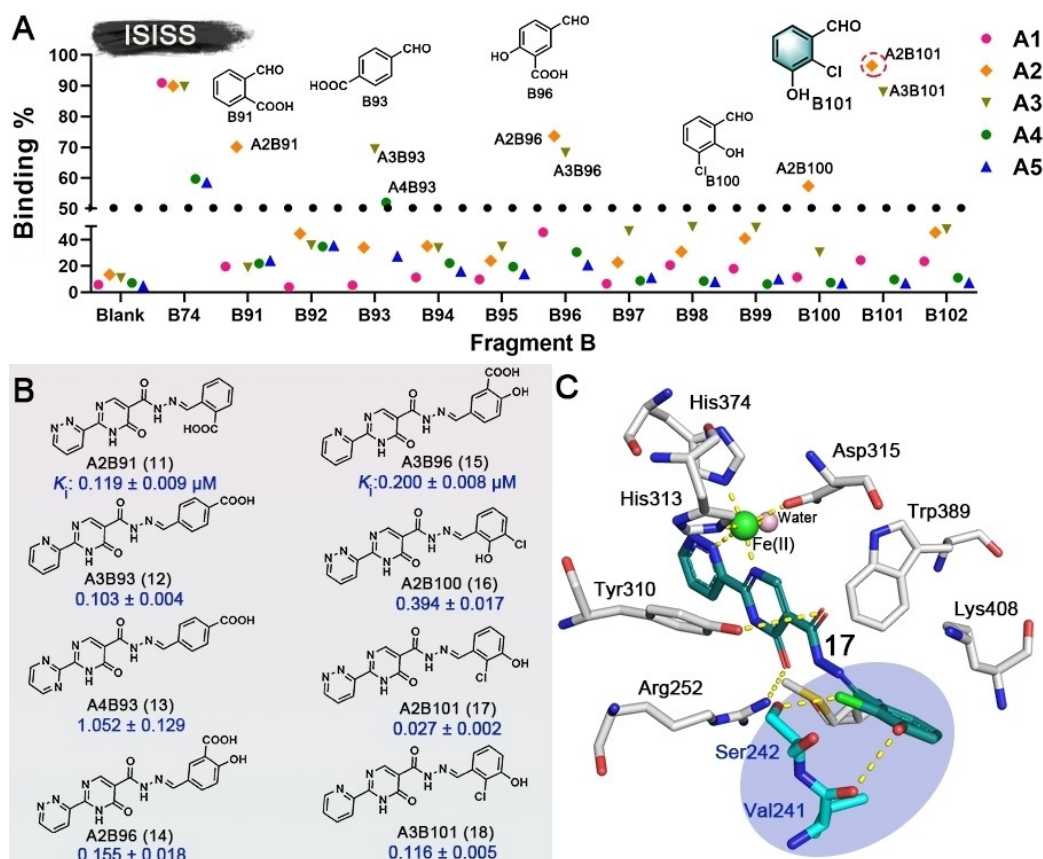 A
ISISS
Binding %
100
90
80
70
60
50
40
20
0
CHO
COOH
B91
A2B91
CHO
HOOC
B93
A3B93
A4B93
CHO
HO
COOH
B96
A2B96
A3B96
CHO
OH
Cl
B100
A2B100
CHO
Cl
OH
B101
A2B101
A3B101
A1
A2
A3
A4
A5
Blank B74 B91 B92 B93 B94 B95 B96 B97 B98 B99 B100 B101 B102
Fragment B
B
A2B91 (11)
Ki: 0.119 ± 0.009 μM
A3B93 (12)
0.103 ± 0.004
A4B93 (13)
1.052 ± 0.129
A2B96 (14)
0.155 ± 0.018
A3B96 (15)
Ki:0.200 ± 0.008 μM
A2B100 (16)
0.394 ± 0.017
A2B101 (17)
0.027 ± 0.002
A3B101 (18)
0.116 ± 0.005
C
His374
Asp315
His313
Water
Fe(II)
Trp389
Tyr310
Lys408
17
Arg252
Ser242
Val241